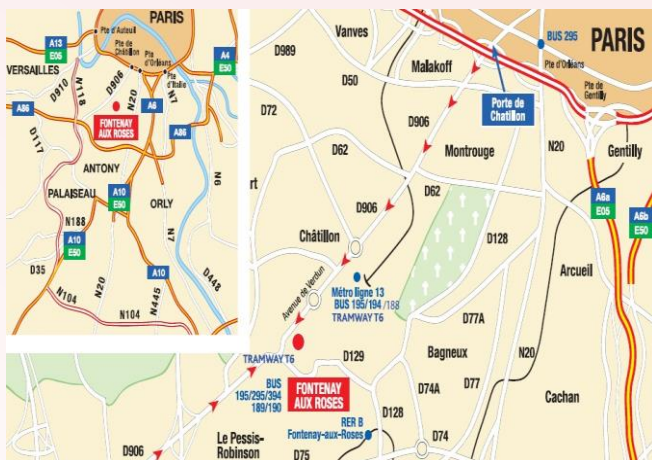 PARIS
Pte d'Auteuil
A13
E05
Pte de
Chatillon
Pte d'Orléans
Pte d'Italie
A4
E50
VERSAILLES
D910
N118
D906
N20
A6
N7
A86
FONTENAY
AUX ROSES
A86
D117
ANTONY
PALAISEAU
A10
E50
ORLY
N6
N188
A10
E50
N7
D35
A10
D448
N104
N20
N445
N104
Vanves
BUS 295
PARIS
D989
Malakoff
Pte d'Orléans
D50
Pte de
Gentilly
Porte de
Chatillon
D72
D906
N20
Gentilly
D62
Montrouge
A6a
E05
rt
D62
A6b
E50
D906
Châtillon
D128
Arcueil
Avenue de Verdun
Métro ligne 13
BUS 195/194/188
TRAMWAY T6
D77A
TRAMWAY T6
D129
Bagneux
N20
BUS
195/295/394
189/190
FONTENAY
AUX ROSES
D74A
D77
Cachan
D128
RER B
Fontenay-aux-Roses
D906
Le Pessis-
Robinson
D75
D74